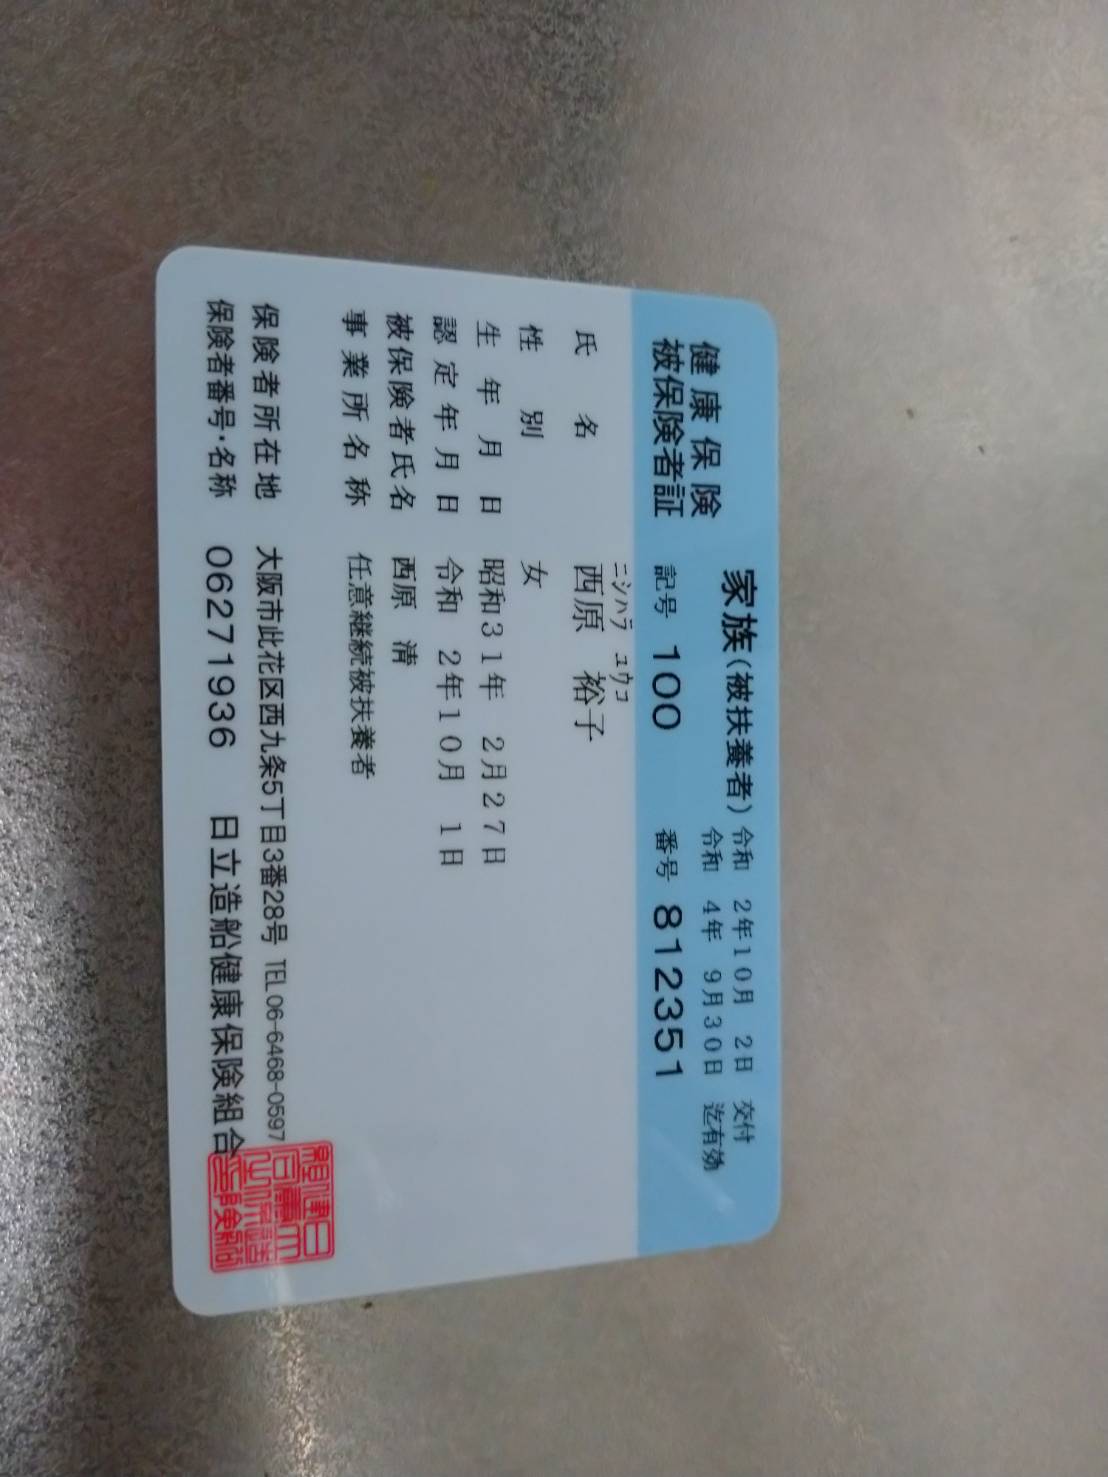 健康保険 家族(被扶養者) 令和 2年10月 2日 交付
被保険者証 令和 4年 9月30日 迄有効
記号 100 番号 812351
ニシハラ ユウコ
氏名 西原 裕子
性別 女
生年月日 昭和31年 2月27日
認定年月日 令和 2年10月 1日
被保険者氏名 西原 清
事業所名称 任意継続被扶養者
保険者所在地 大阪市此花区西九条5丁目3番28号 TEL 06-6468-0597
保険者番号・名称 06271936 日立造船健康保険組合